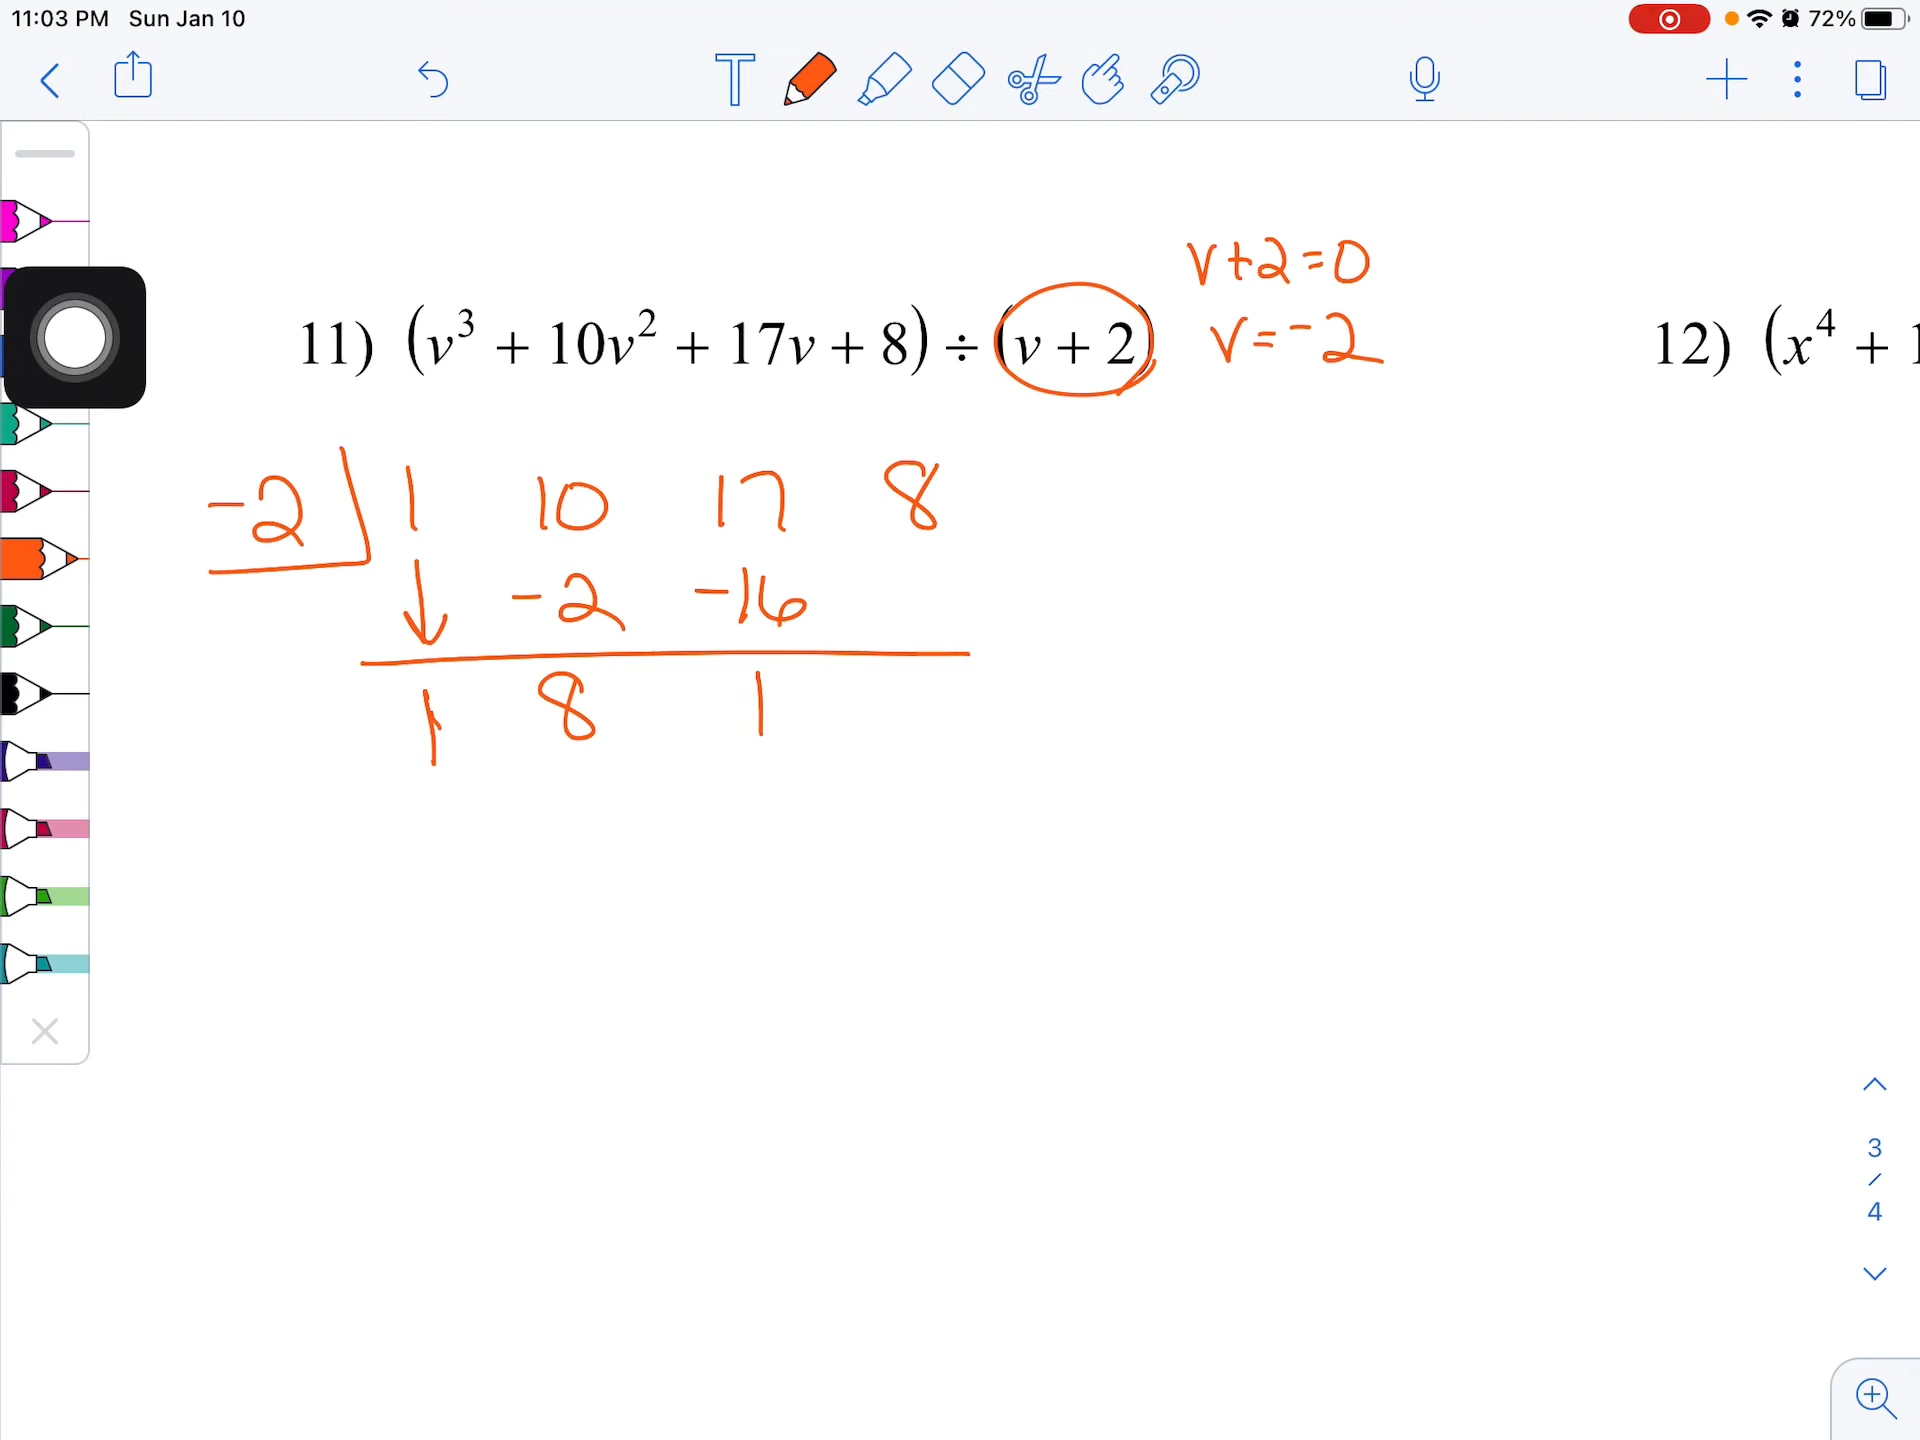 11:03 PM Sun Jan 10 72%
T
v+2=0
11) (v³ + 10v² + 17v + 8) ÷ (v + 2) v=-2 12) (x⁴ + 1
-2 1 10 17 8
-2 -16
1 8 1
3
/
4